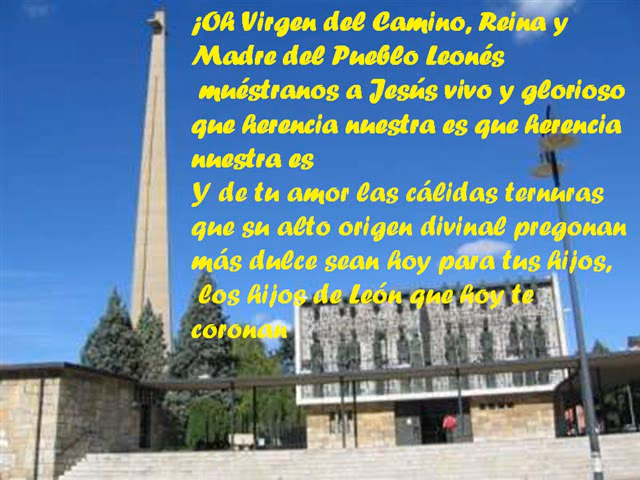 ¡Oh Virgen del Camino, Reina y
Madre del Pueblo Leonés
muéstranos a Jesús vivo y glorioso
que herencia nuestra es que herencia
nuestra es
Y de tu amor las cálidas ternuras
que su alto origen divinal pregonan
más dulce sean hoy para tus hijos,
los hijos de León que hoy te
coronan